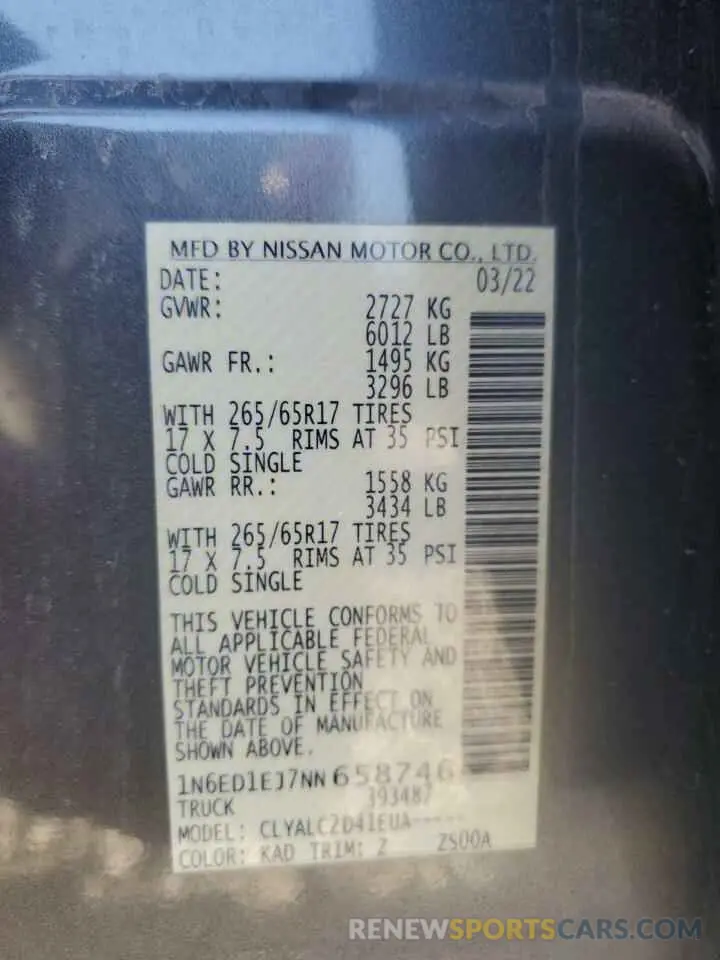 MFD BY NISSAN MOTOR CO., LTD.
DATE: 03/22
GVWR: 2727 KG
6012 LB
GAWR FR.: 1495 KG
3296 LB
WITH 265/65R17 TIRES
17 X 7.5 RIMS AT 35 PSI
COLD SINGLE
GAWR RR.: 1558 KG
3434 LB
WITH 265/65R17 TIRES
17 X 7.5 RIMS AT 35 PSI
COLD SINGLE
THIS VEHICLE CONFORMS TO
ALL APPLICABLE FEDERAL
MOTOR VEHICLE SAFETY AND
THEFT PREVENTION
STANDARDS IN EFFECT ON
THE DATE OF MANUFACTURE
SHOWN ABOVE.
1N6ED1EJ7NN658746
TRUCK 393487
MODEL: CLYALC2D41EUA-----
COLOR: KAD TRIM: Z ZS00A
RENEWSPORTSCARS.COM